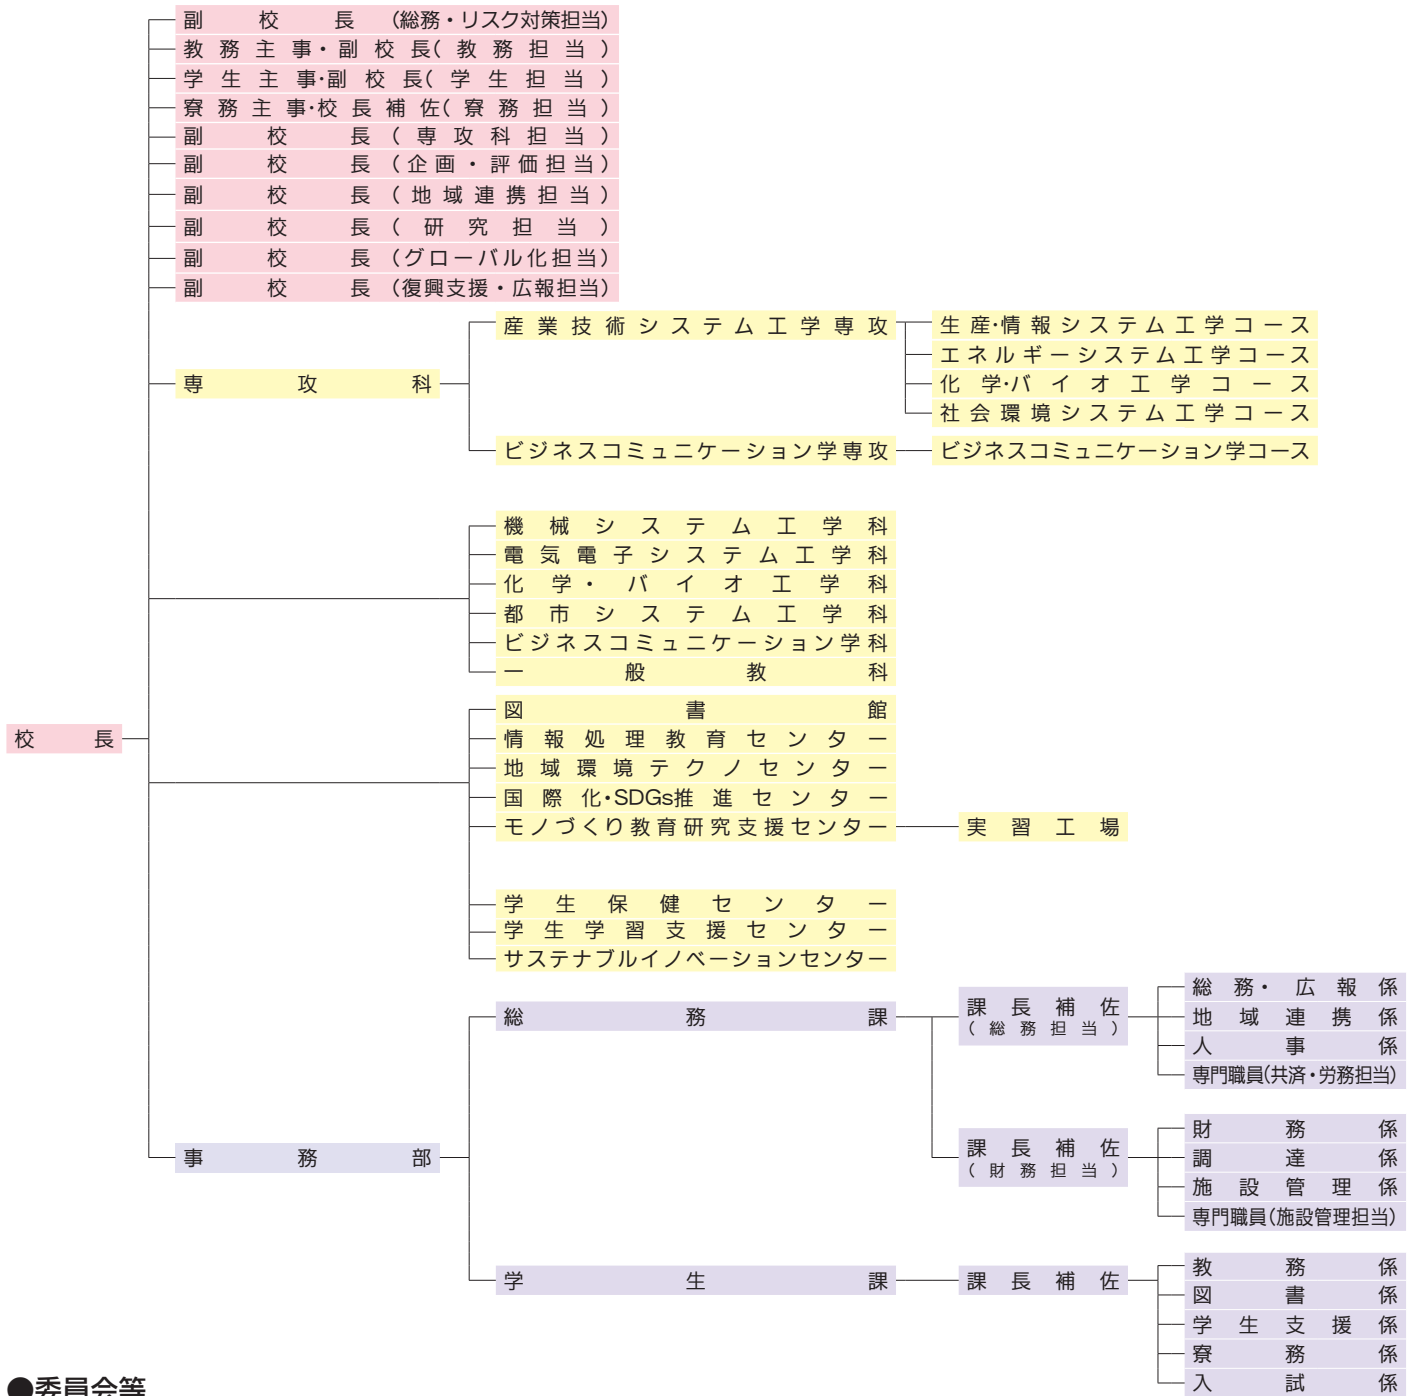 副校長（総務・リスク対策担当）
教務主事・副校長（教務担当）
学生主事・副校長（学生担当）
寮務主事・校長補佐（寮務担当）
副校長（専攻科担当）
副校長（企画・評価担当）
副校長（地域連携担当）
副校長（研究担当）
副校長（グローバル化担当）
副校長（復興支援・広報担当）
専攻科
産業技術システム工学専攻
生産・情報システム工学コース
エネルギーシステム工学コース
化学・バイオ工学コース
社会環境システム工学コース
ビジネスコミュニケーション学専攻
ビジネスコミュニケーション学コース
機械システム工学科
電気電子システム工学科
化学・バイオ工学科
都市システム工学科
ビジネスコミュニケーション学科
一般教科
校長
図書館
情報処理教育センター
地域環境テクノセンター
国際化・SDGs推進センター
モノづくり教育研究支援センター
実習工場
学生保健センター
学生学習支援センター
サステナブルイノベーションセンター
事務部
総務課
課長補佐
（総務担当）
総務・広報係
地域連携係
人事係
専門職員（共済・労務担当）
課長補佐
（財務担当）
財務係
調達係
施設管理係
専門職員（施設管理担当）
学生課
課長補佐
教務係
図書係
学生支援係
寮務係
入試係
●委員会等